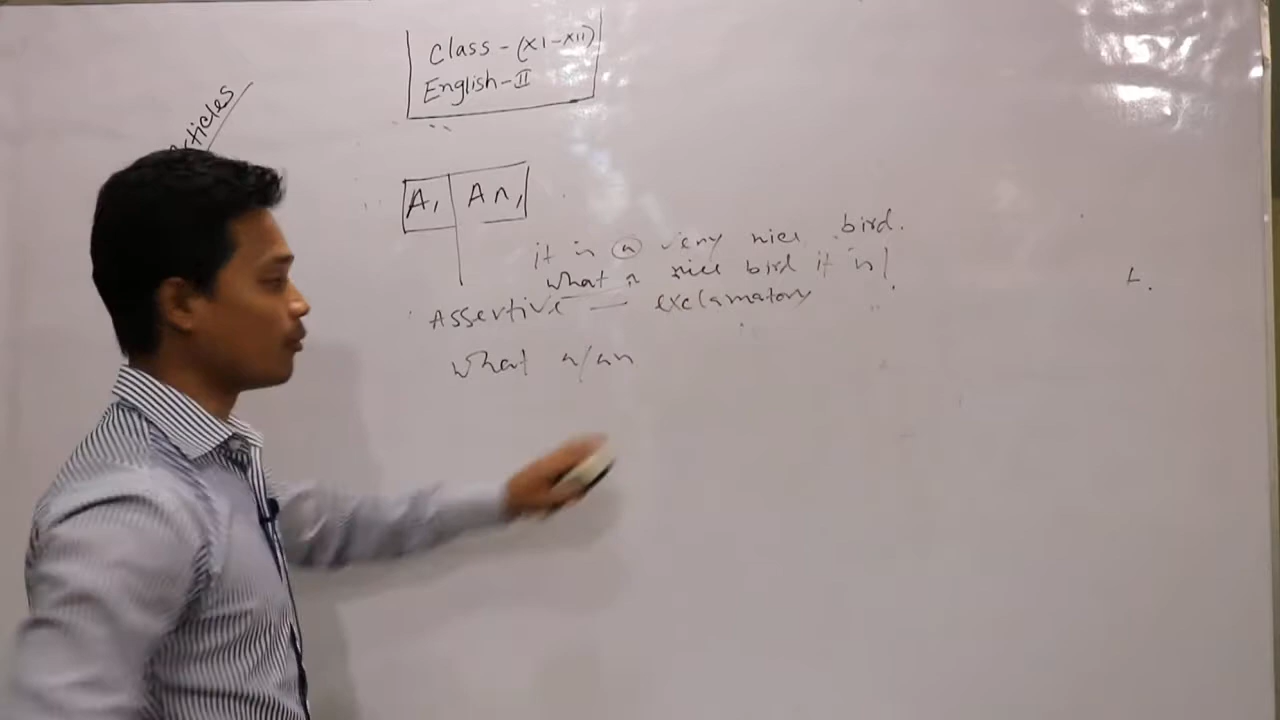 Class - (XI-XII)
English-II
Articles
A, An,
it is a very nice bird.
what a nice bird it is!
Assertive — exclamatory
what a/an